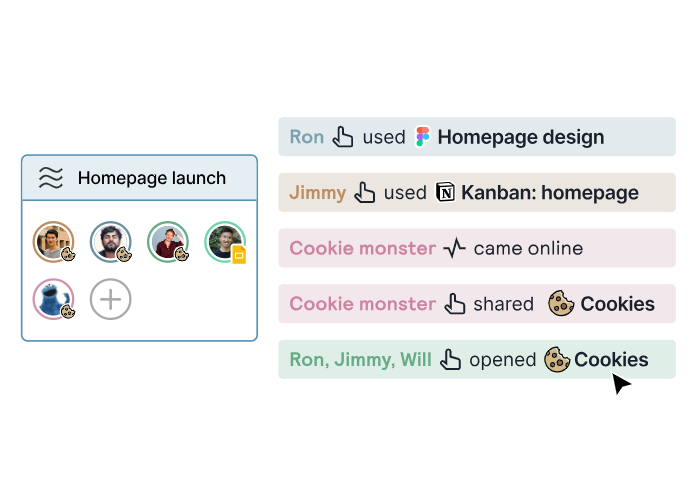 Homepage launch
Ron used Homepage design
Jimmy used Kanban: homepage
Cookie monster came online
Cookie monster shared Cookies
Ron, Jimmy, Will opened Cookies